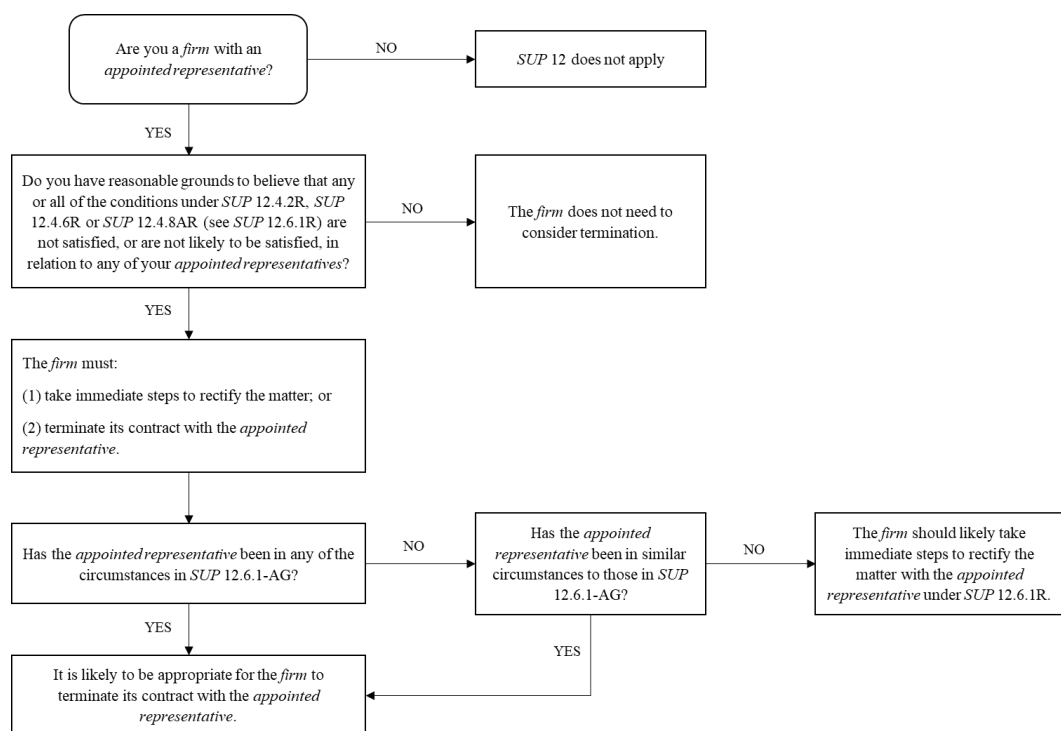 Are you a firm with an
appointed representative?
NO
SUP 12 does not apply
YES
Do you have reasonable grounds to believe that any
or all of the conditions under SUP 12.4.2R, SUP
12.4.6R or SUP 12.4.8AR (see SUP 12.6.1R) are
not satisfied, or are not likely to be satisfied, in
relation to any of your appointed representatives?
NO
The firm does not need to
consider termination.
YES
The firm must:
(1) take immediate steps to rectify the matter; or
(2) terminate its contract with the appointed
representative.
Has the appointed representative been in any of the
circumstances in SUP 12.6.1-AG?
NO
Has the appointed
representative been in similar
circumstances to those in SUP
12.6.1-AG?
NO
The firm should likely take
immediate steps to rectify the
matter with the appointed
representative under SUP 12.6.1R.
YES
YES
It is likely to be appropriate for the firm to
terminate its contract with the appointed
representative.